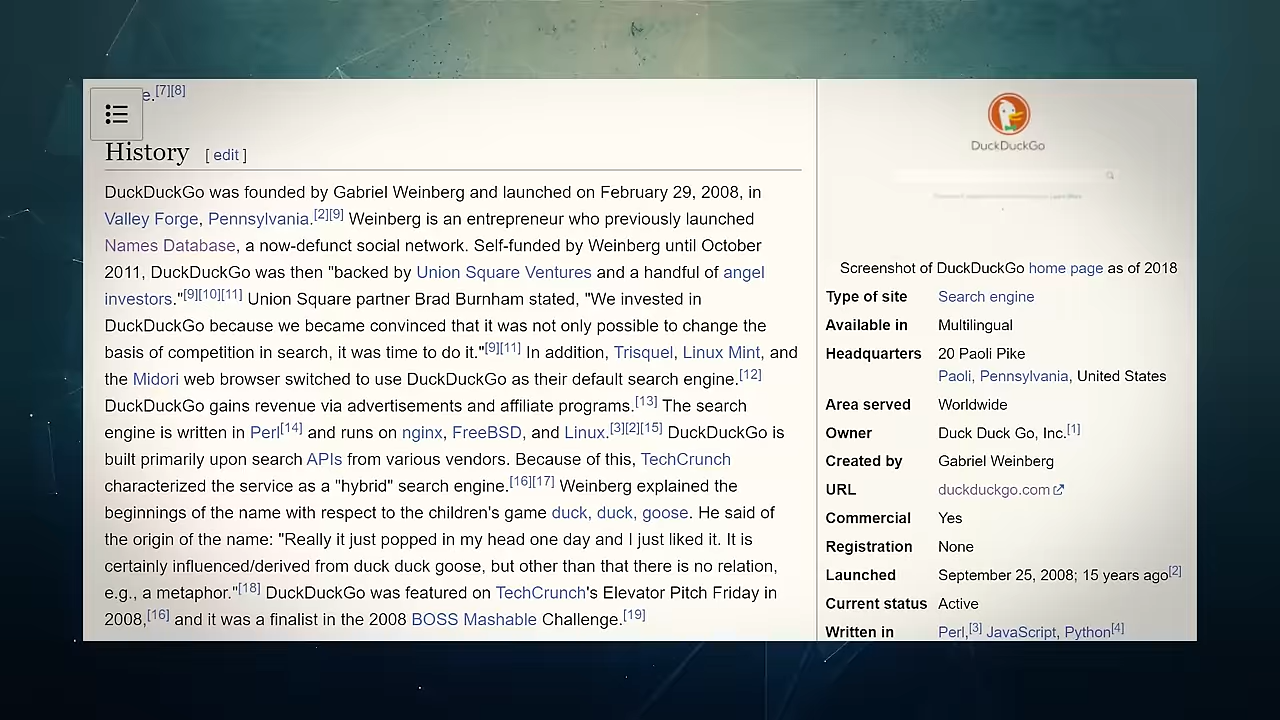 e.[7][8]
History [ edit ]
DuckDuckGo was founded by Gabriel Weinberg and launched on February 29, 2008, in
Valley Forge, Pennsylvania.[2][9] Weinberg is an entrepreneur who previously launched
Names Database, a now-defunct social network. Self-funded by Weinberg until October
2011, DuckDuckGo was then "backed by Union Square Ventures and a handful of angel
investors."[9][10][11] Union Square partner Brad Burnham stated, "We invested in
DuckDuckGo because we became convinced that it was not only possible to change the
basis of competition in search, it was time to do it."[9][11] In addition, Trisquel, Linux Mint, and
the Midori web browser switched to use DuckDuckGo as their default search engine.[12]
DuckDuckGo gains revenue via advertisements and affiliate programs.[13] The search
engine is written in Perl[14] and runs on nginx, FreeBSD, and Linux.[3][2][15] DuckDuckGo is
built primarily upon search APIs from various vendors. Because of this, TechCrunch
characterized the service as a "hybrid" search engine.[16][17] Weinberg explained the
beginnings of the name with respect to the children's game duck, duck, goose. He said of
the origin of the name: "Really it just popped in my head one day and I just liked it. It is
certainly influenced/derived from duck duck goose, but other than that there is no relation,
e.g., a metaphor."[18] DuckDuckGo was featured on TechCrunch's Elevator Pitch Friday in
2008,[16] and it was a finalist in the 2008 BOSS Mashable Challenge.[19]
DuckDuckGo
Screenshot of DuckDuckGo home page as of 2018
Type of site Search engine
Available in Multilingual
Headquarters 20 Paoli Pike
Paoli, Pennsylvania, United States
Area served Worldwide
Owner Duck Duck Go, Inc.[1]
Created by Gabriel Weinberg
URL duckduckgo.com
Commercial Yes
Registration None
Launched September 25, 2008; 15 years ago[2]
Current status Active
Written in Perl,[3] JavaScript, Python[4]